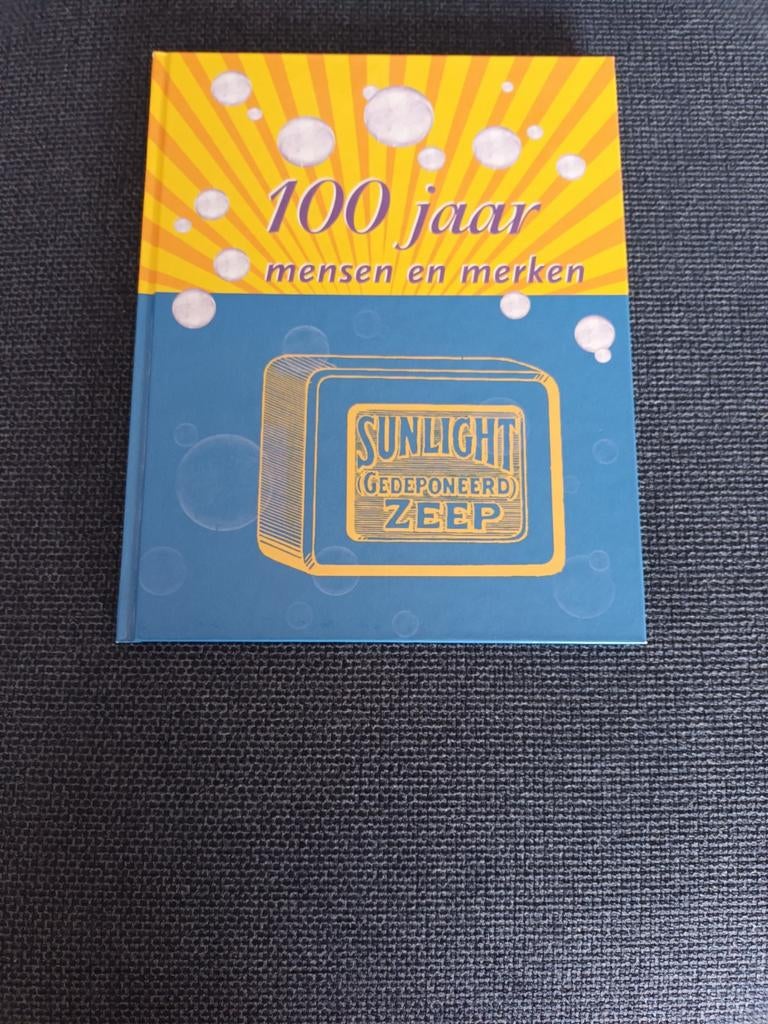 100 jaar
mensen en merken
SUNLIGHT
(GEDEPONEERD)
ZEEP